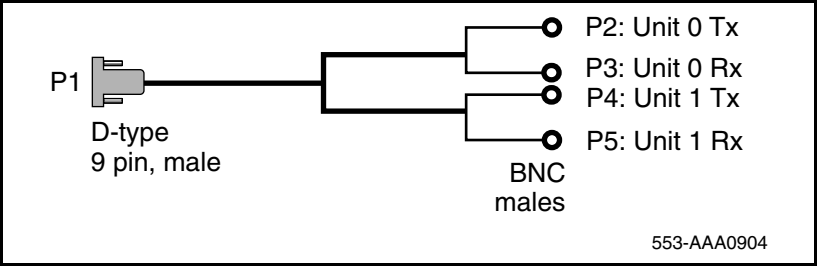 P1
D-type
9 pin, male
P2: Unit 0 Tx
P3: Unit 0 Rx
P4: Unit 1 Tx
P5: Unit 1 Rx
BNC
males
553-AAA0904